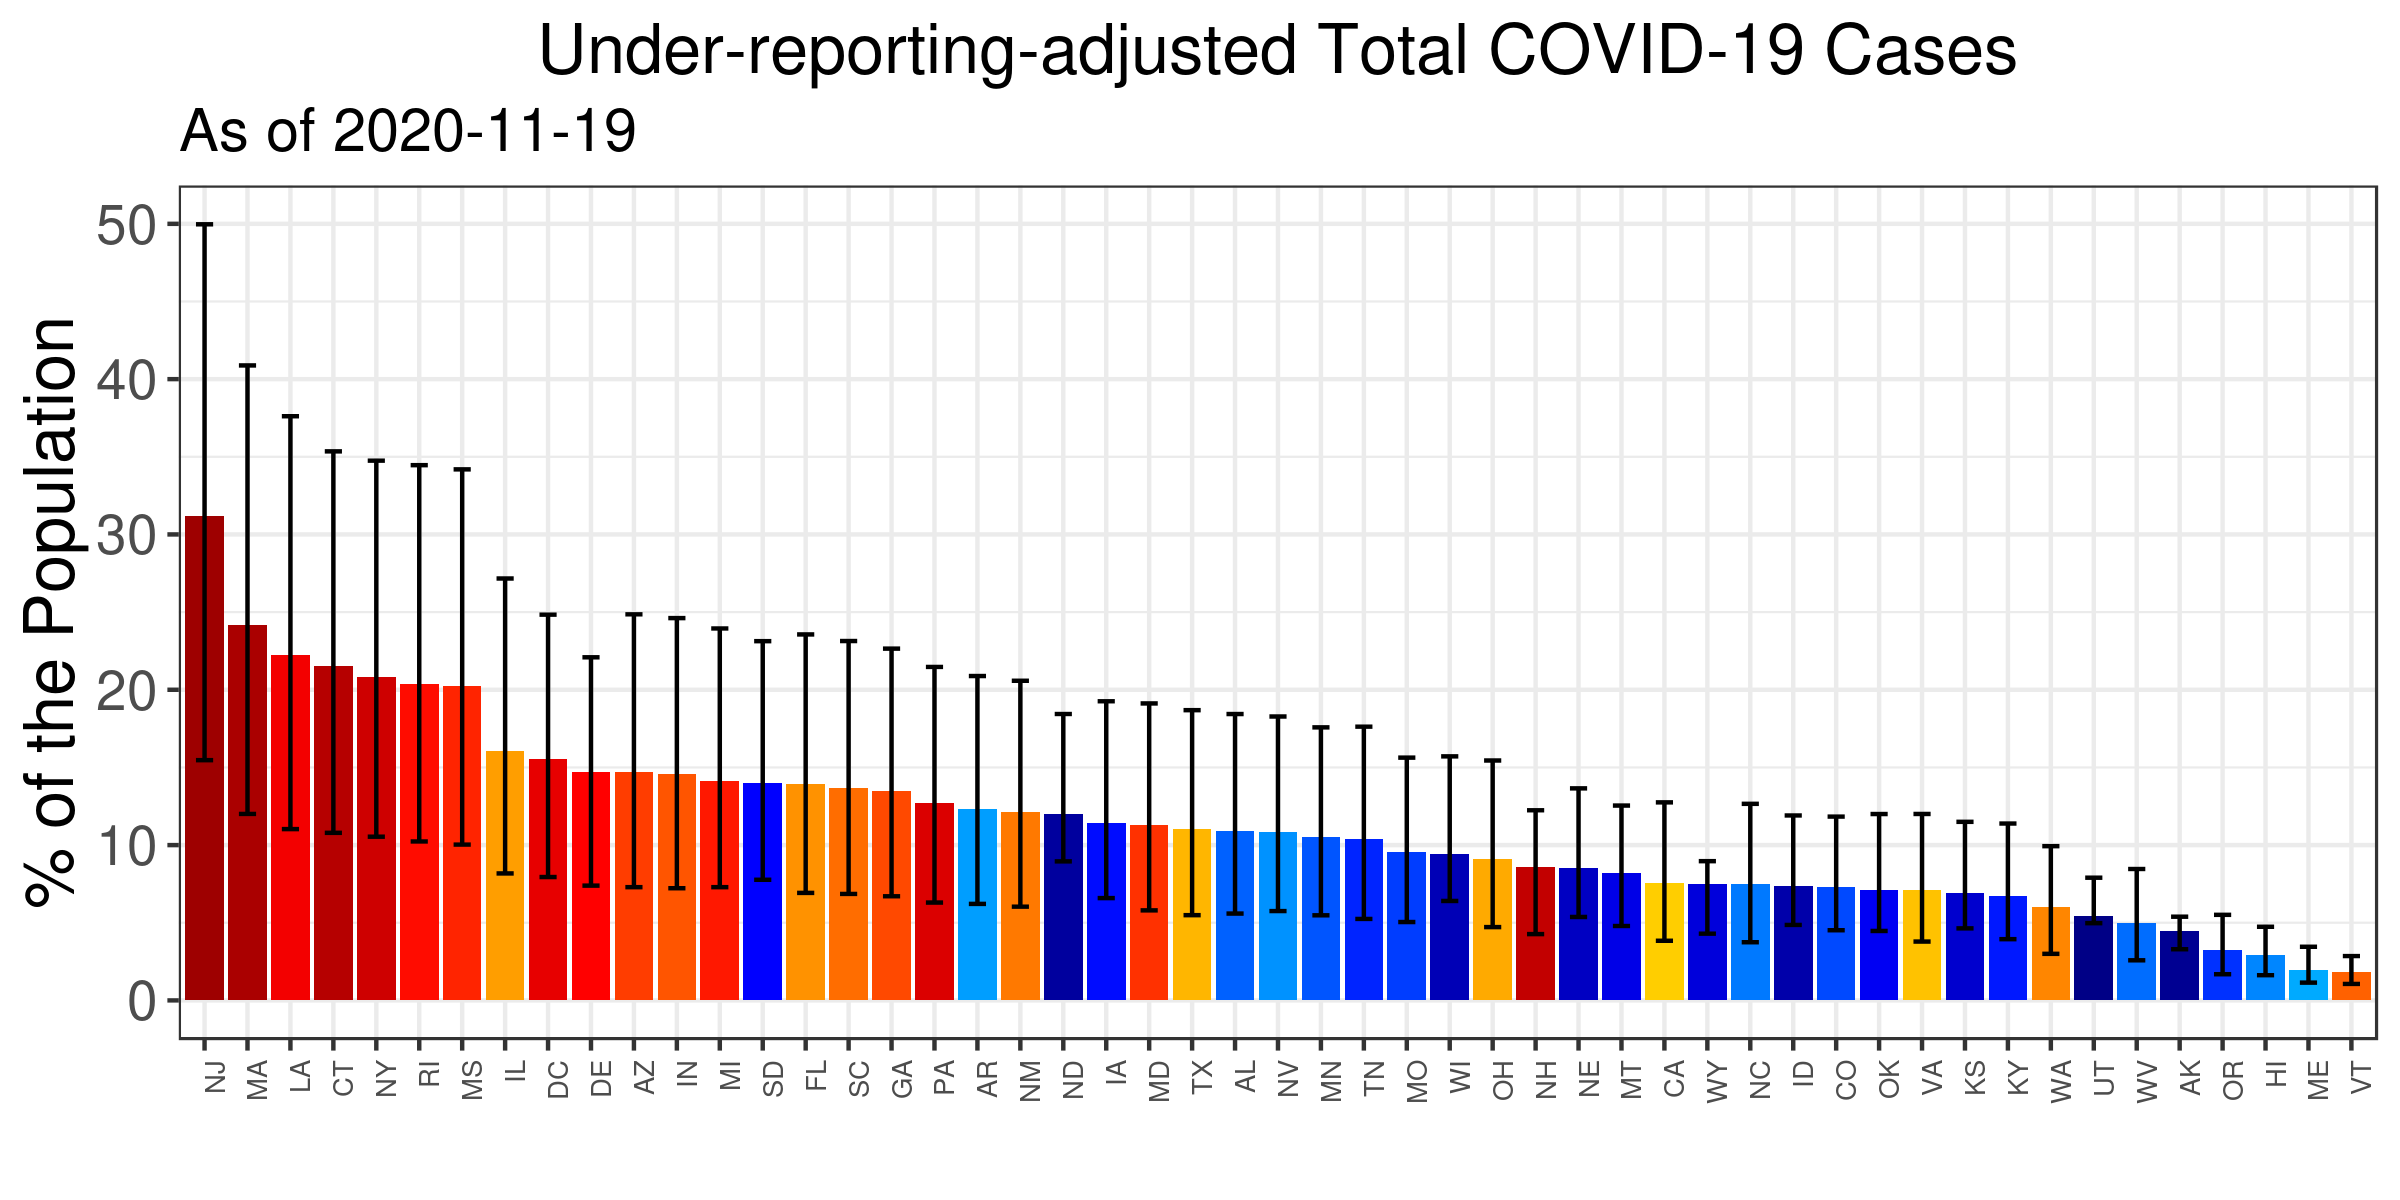 Under-reporting-adjusted Total COVID-19 Cases
As of 2020-11-19
% of the Population
50
40
30
20
10
0
NJ MA LA CT NY RI MS IL DC DE AZ IN MI SD FL SC GA PA AR NM ND IA MD TX AL NV MN TN MO WI OH NH NE MT CA WY NC ID CO OK VA KS KY WA UT WV AK OR HI ME VT